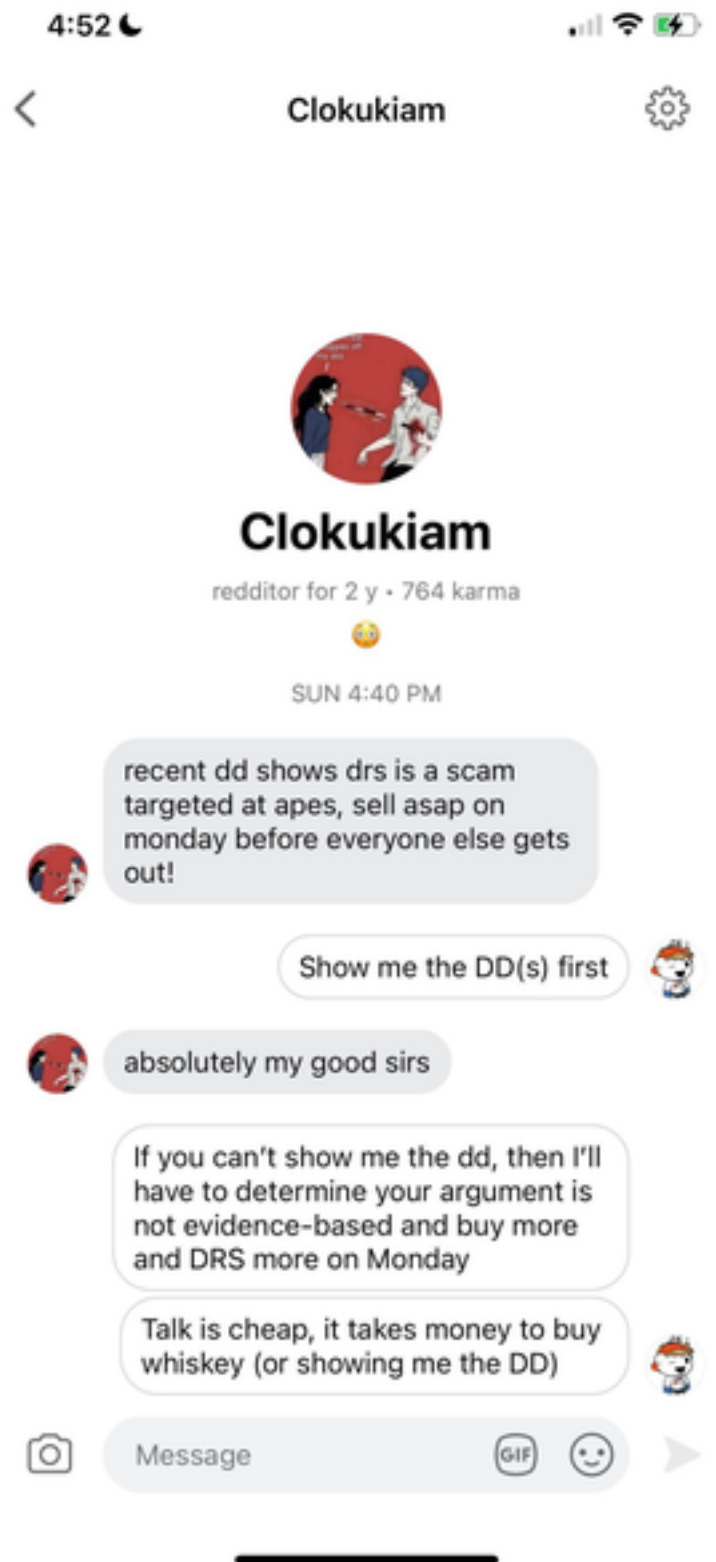 4:52
Clokukiam
Clokukiam
redditor for 2 y • 764 karma
😳
SUN 4:40 PM
recent dd shows drs is a scam
targeted at apes, sell asap on
monday before everyone else gets
out!
Show me the DD(s) first
absolutely my good sirs
If you can't show me the dd, then I'll
have to determine your argument is
not evidence-based and buy more
and DRS more on Monday
Talk is cheap, it takes money to buy
whiskey (or showing me the DD)
Message
GIF